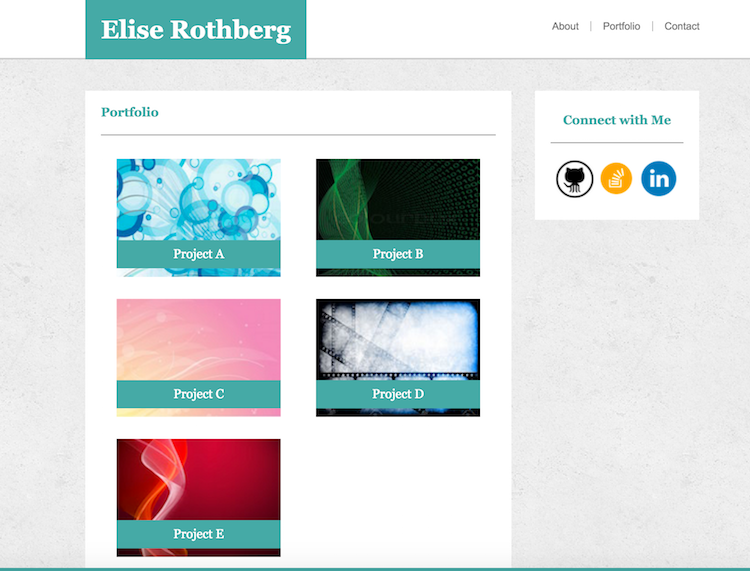 Elise Rothberg
About | Portfolio | Contact
Portfolio
Connect with Me
Project A
Project B
Project C
Project D
Project E
in